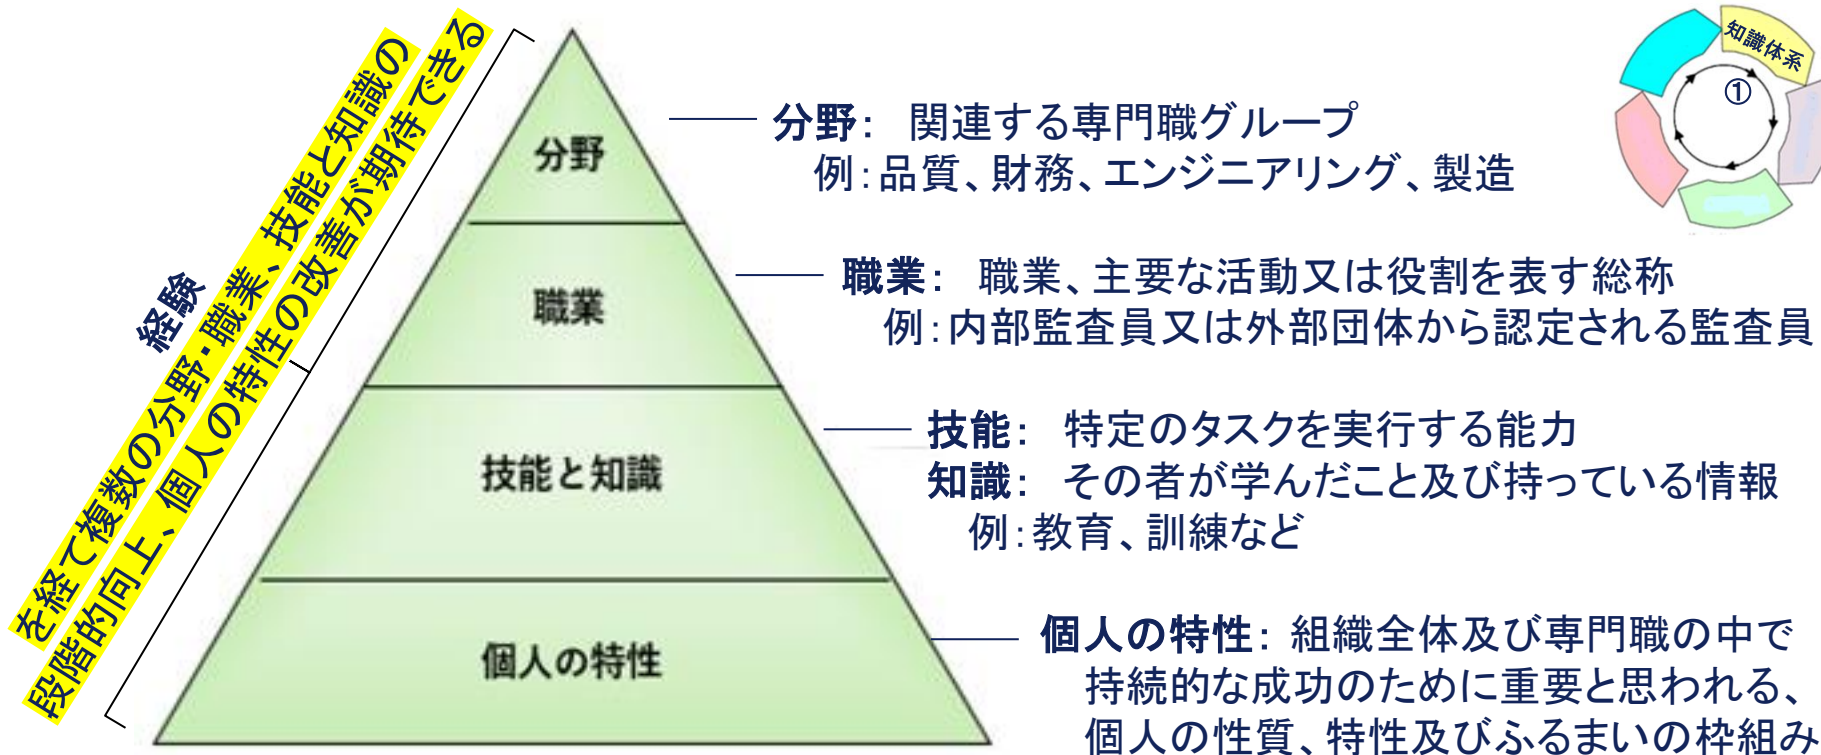 経験
を経て複数の分野・職業、技能と知識の
段階的向上、個人の特性の改善が期待できる
分野
職業
技能と知識
個人の特性
分野： 関連する専門職グループ
例：品質、財務、エンジニアリング、製造
職業： 職業、主要な活動又は役割を表す総称
例：内部監査員又は外部団体から認定される監査員
技能： 特定のタスクを実行する能力
知識： その者が学んだこと及び持っている情報
例：教育、訓練など
個人の特性：組織全体及び専門職の中で
持続的な成功のために重要と思われる、
個人の性質、特性及びふるまいの枠組み
知識体系
①